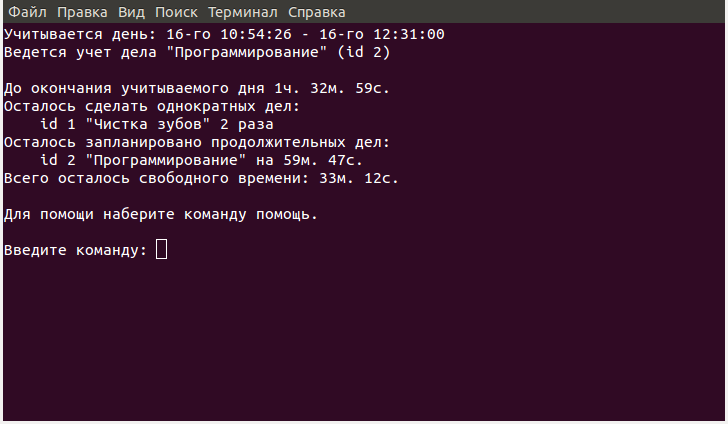 Файл Правка Вид Поиск Терминал Справка
Учитывается день: 16-го 10:54:26 - 16-го 12:31:00
Ведется учет дела "Программирование" (id 2)
До окончания учитываемого дня 1ч. 32м. 59с.
Осталось сделать однократных дел:
id 1 "Чистка зубов" 2 раза
Осталось запланировано продолжительных дел:
id 2 "Программирование" на 59м. 47с.
Всего осталось свободного времени: 33м. 12с.
Для помощи наберите команду помощь.
Введите команду: